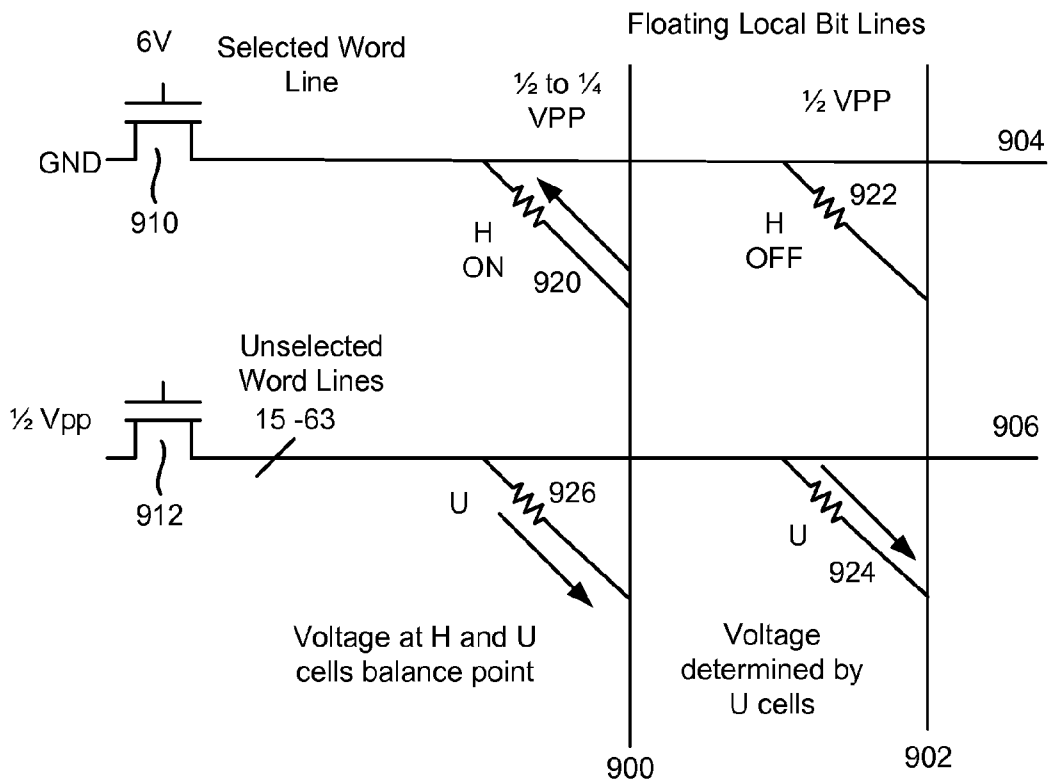 Floating Local Bit Lines
6V
Selected Word
Line
½ to ¼
VPP
½ VPP
904
GND
910
922
H
ON
920
H
OFF
Unselected
Word Lines
15 -63
½ Vpp
906
912
U
926
U
924
Voltage at H and U
cells balance point
Voltage
determined by
U cells
900
902